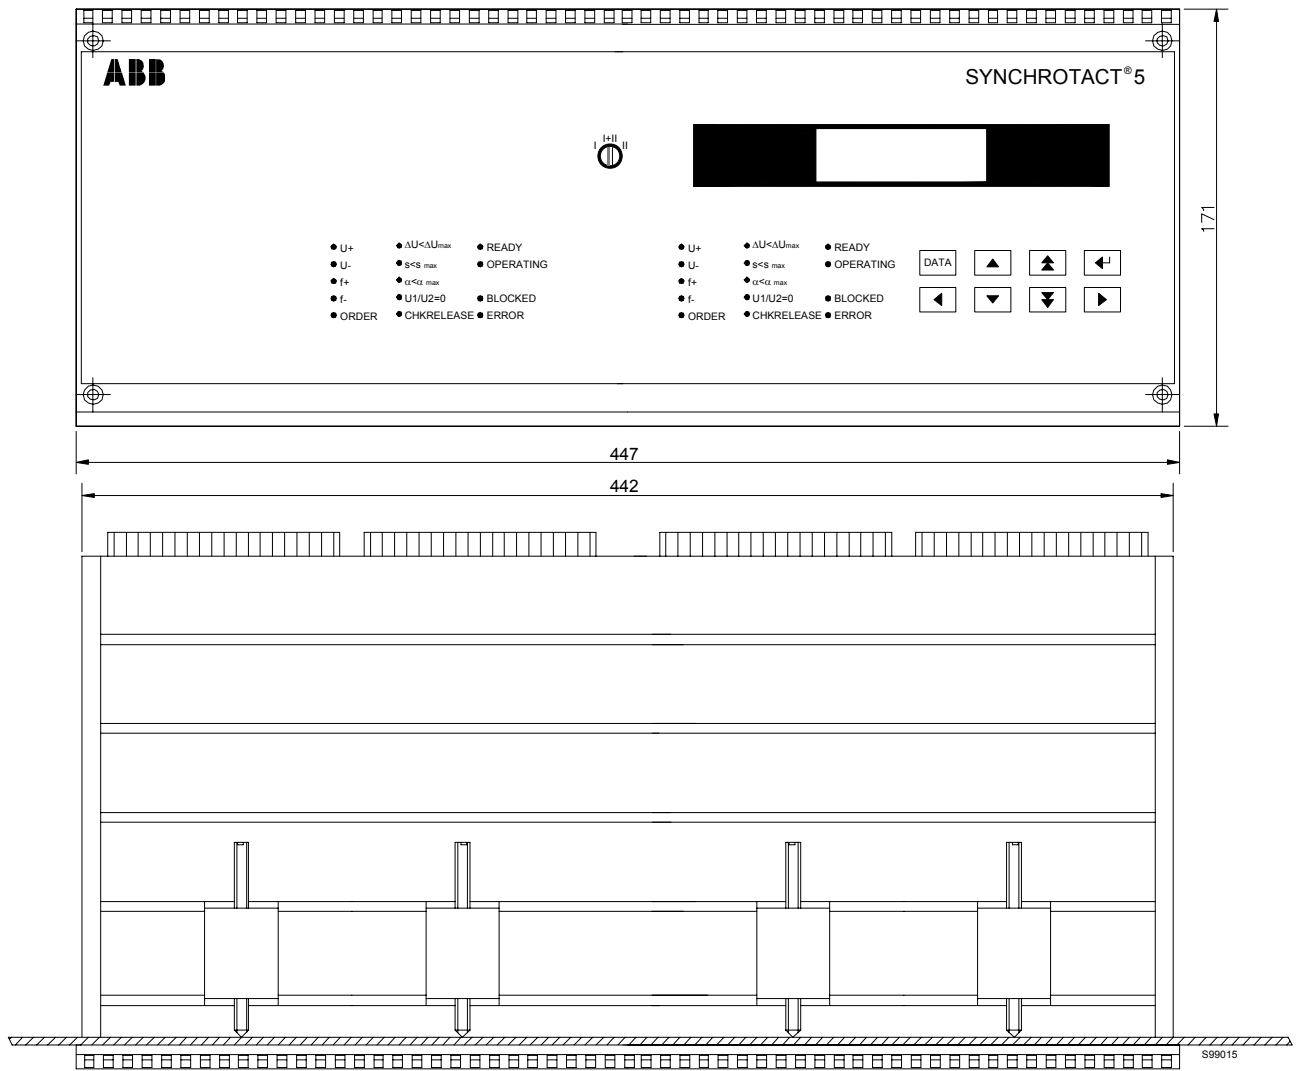 ABB
SYNCHROTACT® 5
I I+II II
171
U+ ΔU<ΔUmax READY
U- s<s max OPERATING
f+ α<α max
f- U1/U2=0 BLOCKED
ORDER CHKRELEASE ERROR
U+ ΔU<ΔUmax READY
U- s<s max OPERATING
f+ α<α max
f- U1/U2=0 BLOCKED
ORDER CHKRELEASE ERROR
DATA
447
442
S99015